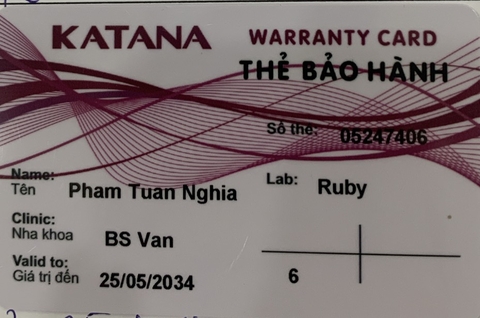 KATANA WARRANTY CARD
THẺ BẢO HÀNH
Số thẻ: 05247406
Name:
Tên Pham Tuan Nghia
Lab: Ruby
Clinic:
Nha khoa BS Van
Valid to:
Giá trị đến 25/05/2034
6